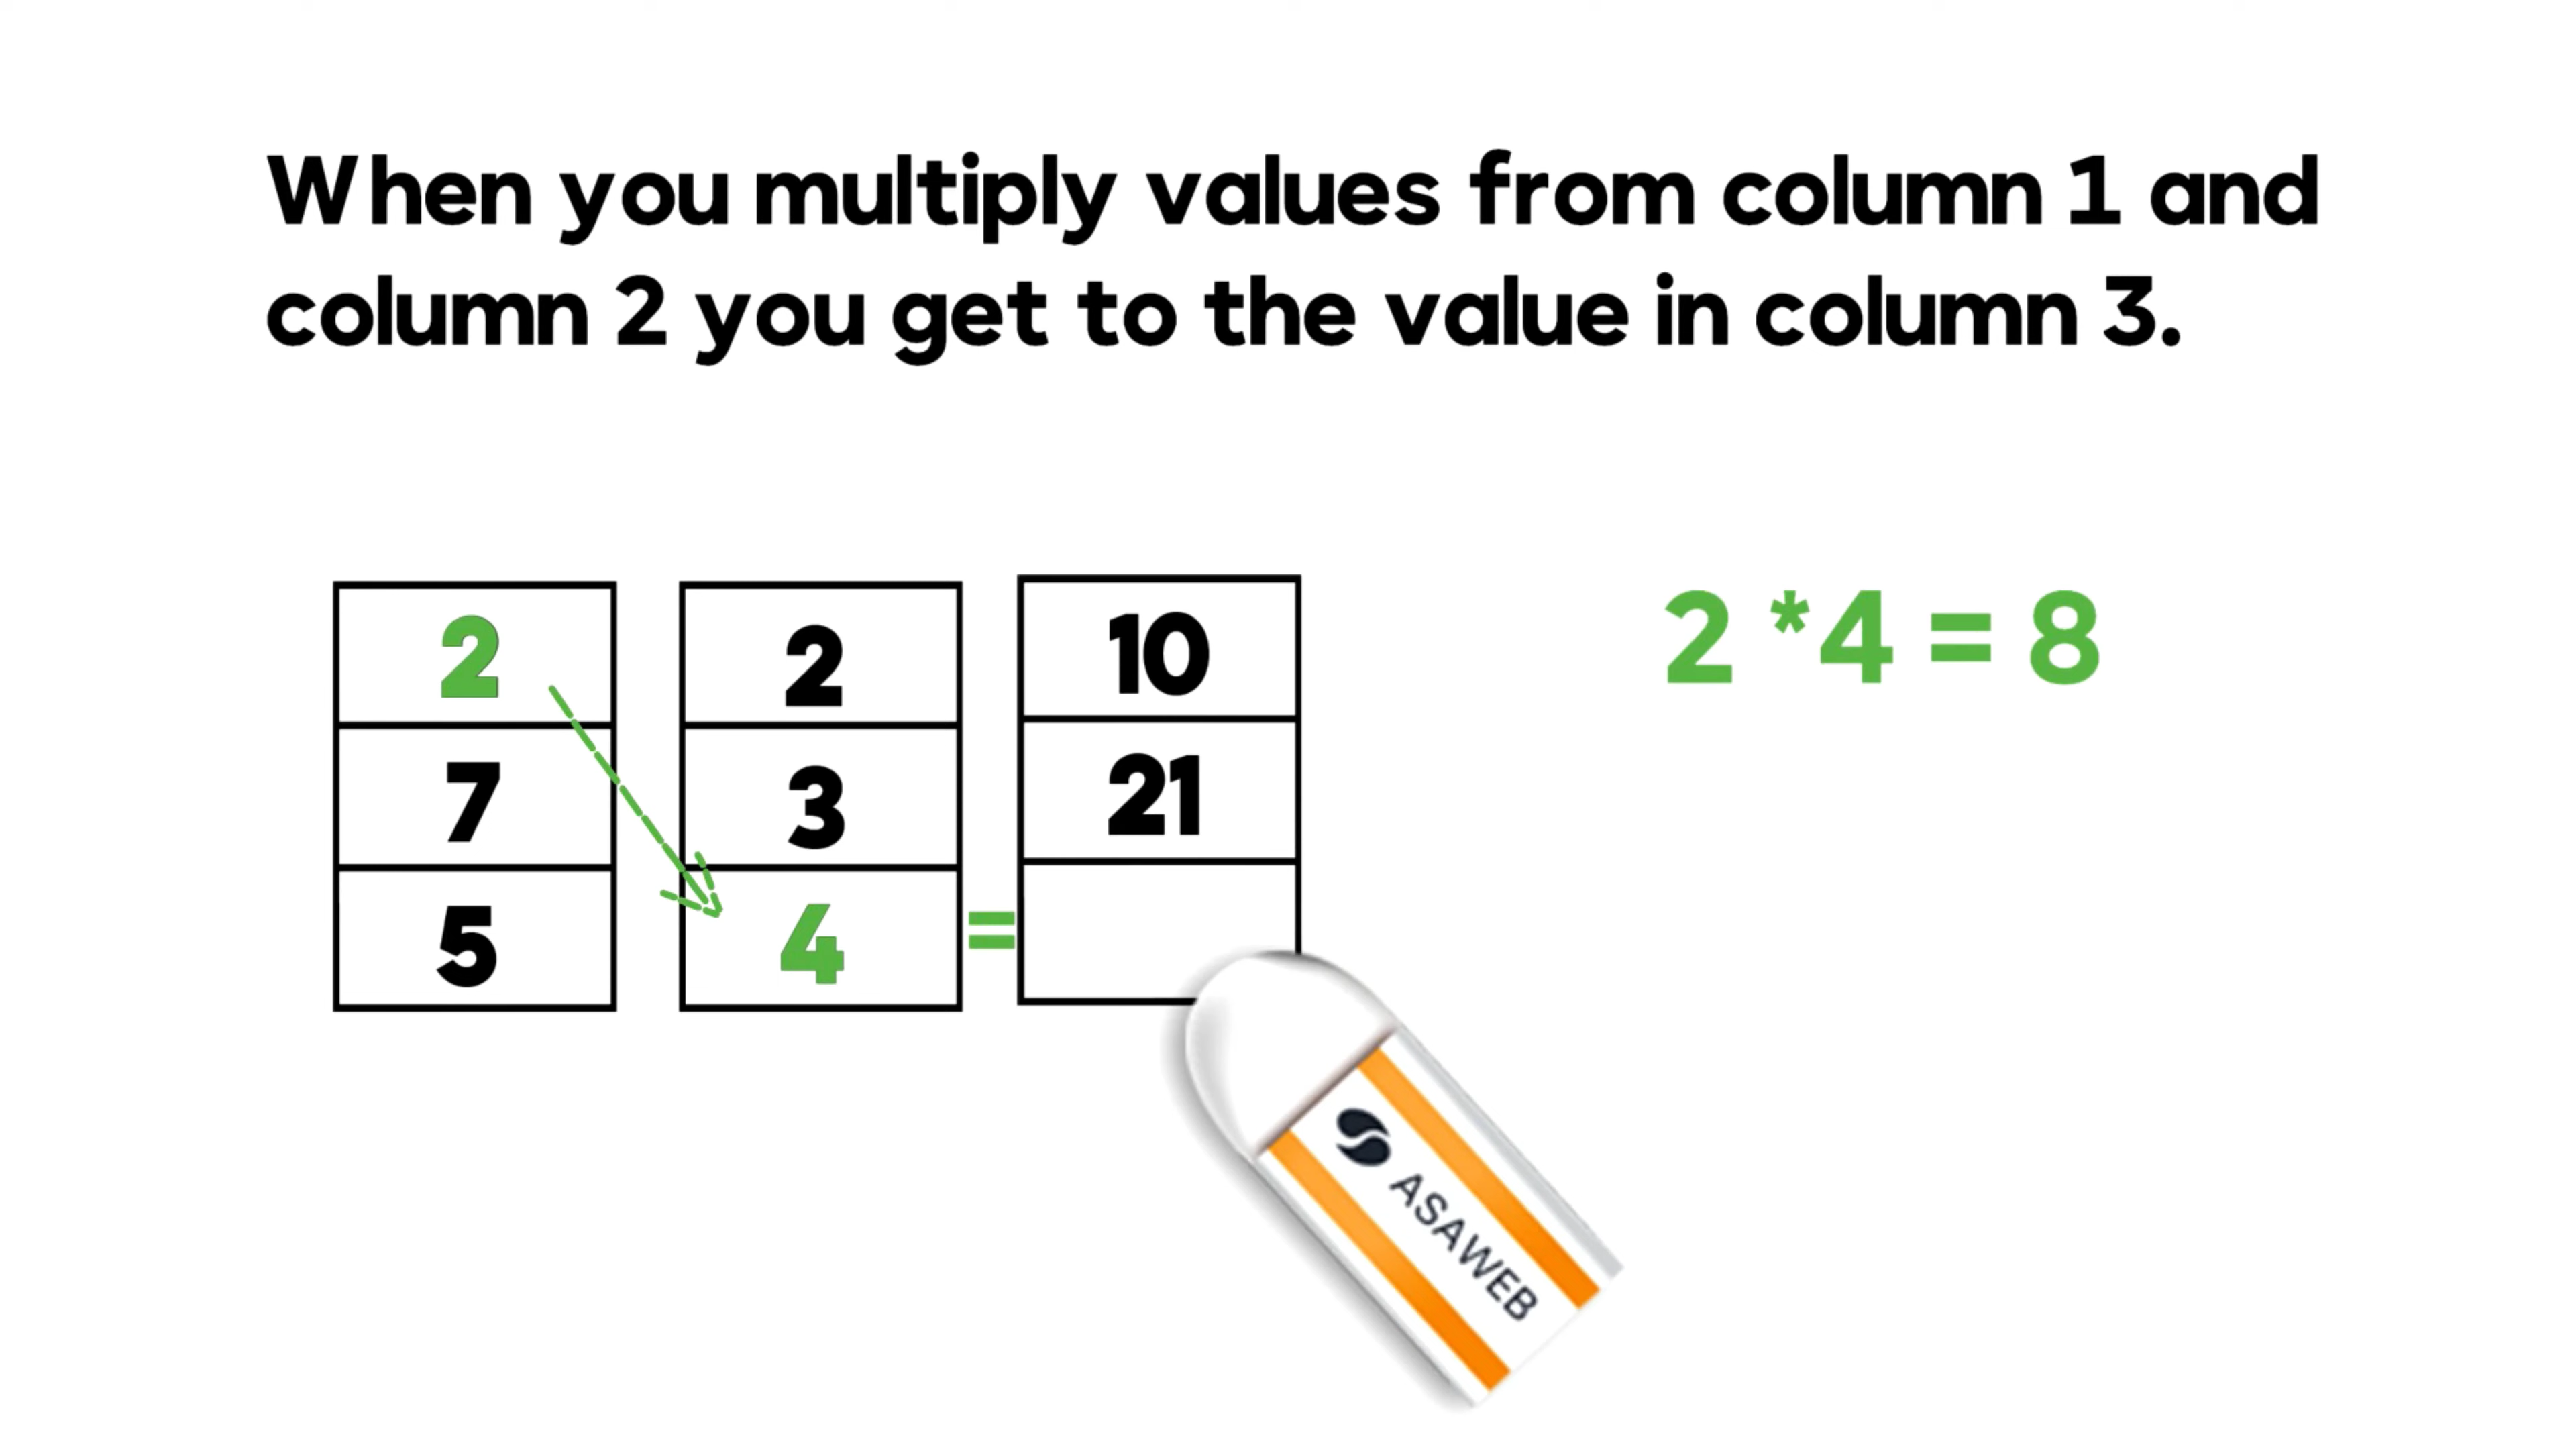 When you multiply values from column 1 and
column 2 you get to the value in column 3.
2 2 10
2 *4 = 8
7 3 21
5 4 =
ASAWEB